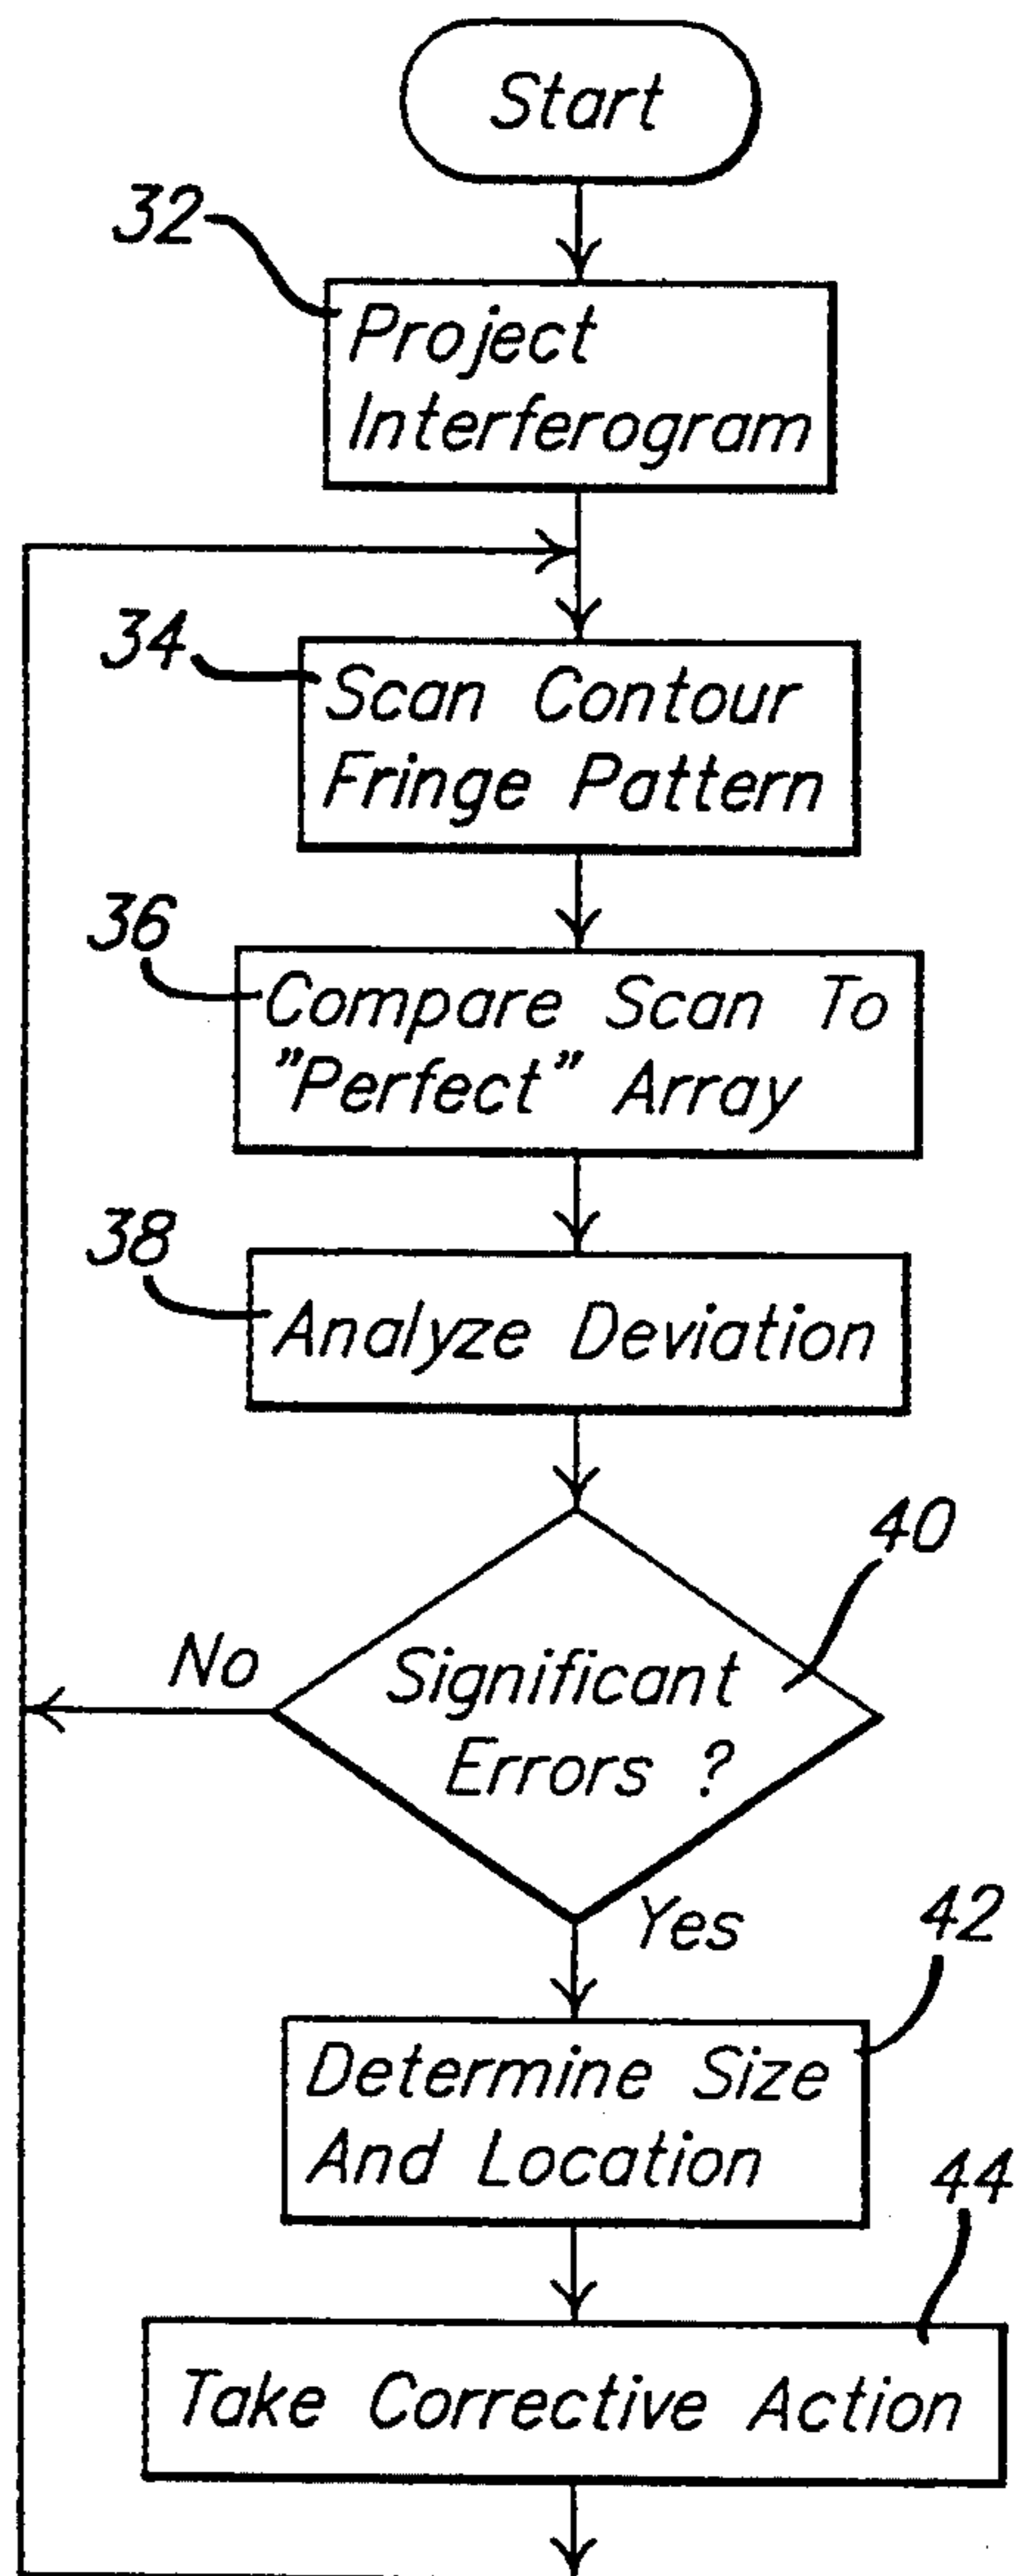 Start
32
Project
Interferogram
34
Scan Contour
Fringe Pattern
36
Compare Scan To
"Perfect" Array
38
Analyze Deviation
40
No
Significant
Errors ?
Yes
42
Determine Size
And Location
44
Take Corrective Action